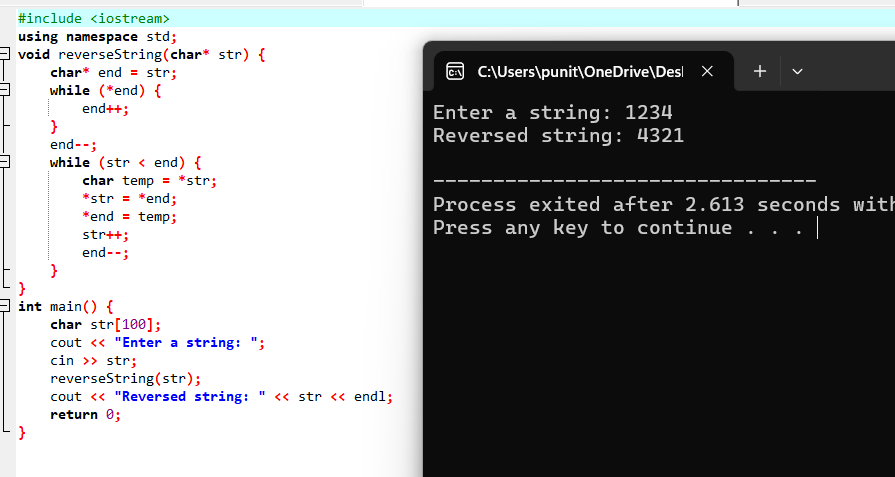 #include <iostream>
using namespace std;
void reverseString(char* str) {
    char* end = str;
    while (*end) {
        end++;
    }
    end--;
    while (str < end) {
        char temp = *str;
        *str = *end;
        *end = temp;
        str++;
        end--;
    }
}
int main() {
    char str[100];
    cout << "Enter a string: ";
    cin >> str;
    reverseString(str);
    cout << "Reversed string: " << str << endl;
    return 0;
}
C:\Users\punit\OneDrive\Des
Enter a string: 1234
Reversed string: 4321
--------------------------------
Process exited after 2.613 seconds with
Press any key to continue . . .